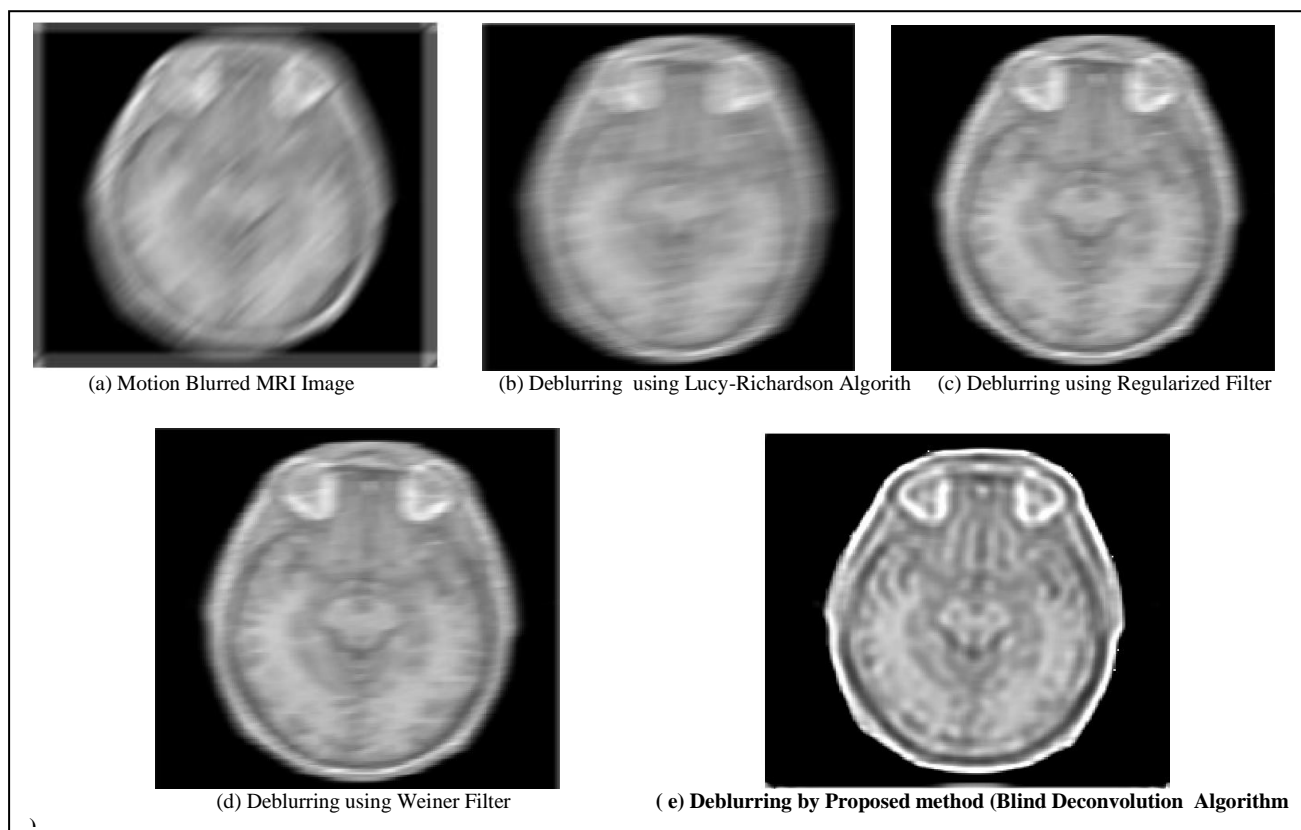 (a) Motion Blurred MRI Image
(b) Deblurring using Lucy-Richardson Algorith
(c) Deblurring using Regularized Filter
(d) Deblurring using Weiner Filter
( e) Deblurring by Proposed method (Blind Deconvolution Algorithm
)